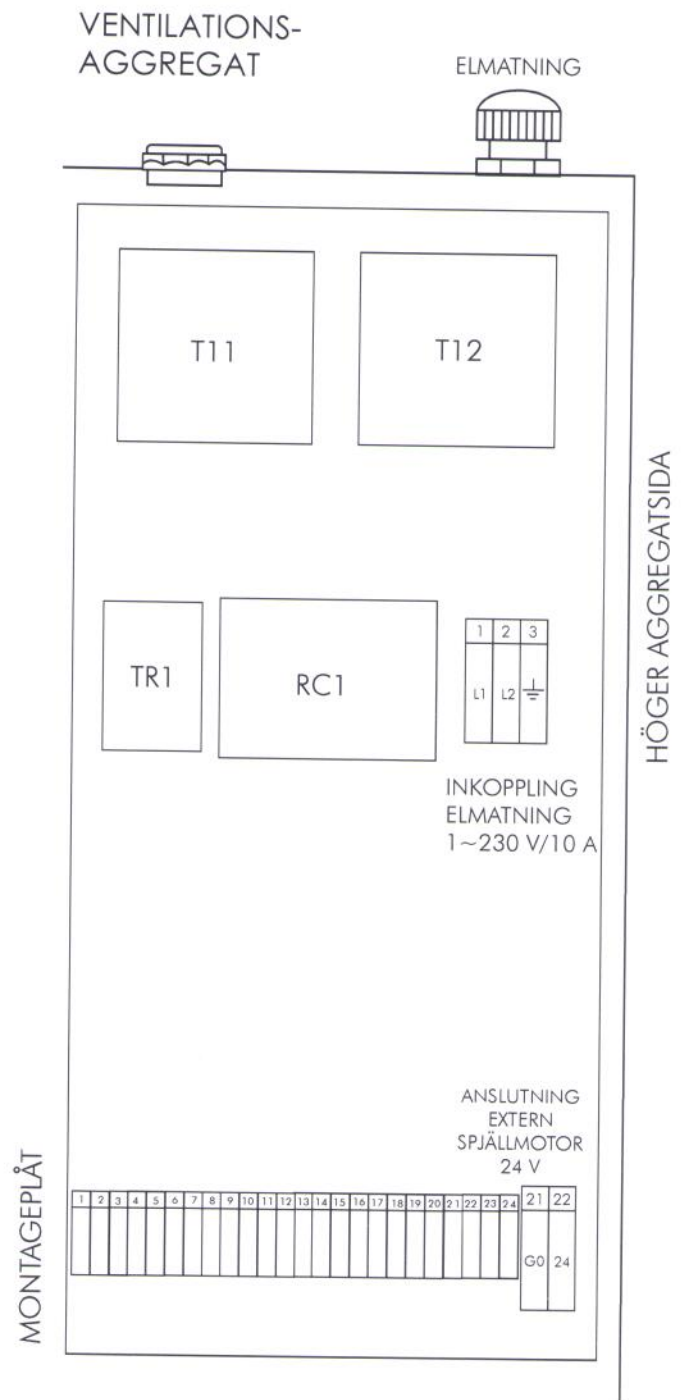 VENTILATIONS-
AGGREGAT
ELMATNING
T11
T12
HÖGER AGGREGATSIDA
TR1
RC1
1 2 3
L1 L2
INKOPPLING
ELMATNING
1~230 V/10 A
ANSLUTNING
EXTERN
SPJÄLLMOTOR
24 V
MONTAGEPLÅT
1 2 3 4 5 6 7 8 9 10 11 12 13 14 15 16 17 18 19 20 21 22 23 24
21 22
G0 24